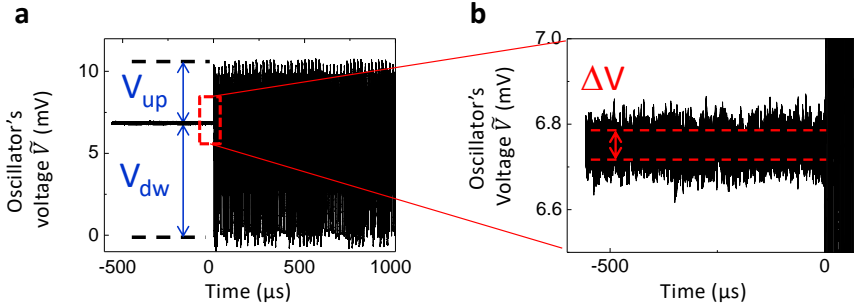 a
b
Oscillator's
voltage Ṽ (mV)
10
5
0
V_up
V_dw
-500
0
500
1000
Time (µs)
Oscillator's
Voltage Ṽ (mV)
7.0
6.8
6.6
ΔV
-500
0
Time (µs)